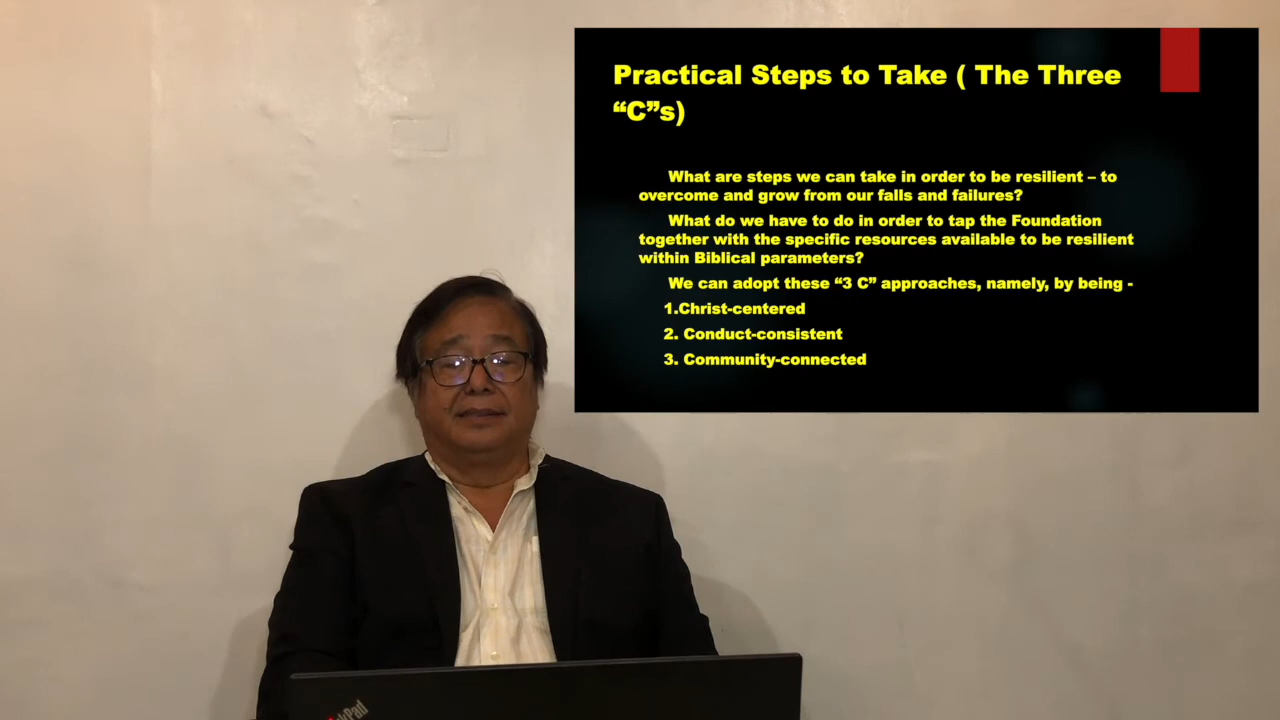 Practical Steps to Take ( The Three
“C”s)
What are steps we can take in order to be resilient – to
overcome and grow from our falls and failures?
What do we have to do in order to tap the Foundation
together with the specific resources available to be resilient
within Biblical parameters?
We can adopt these “3 C” approaches, namely, by being -
1.Christ-centered
2. Conduct-consistent
3. Community-connected